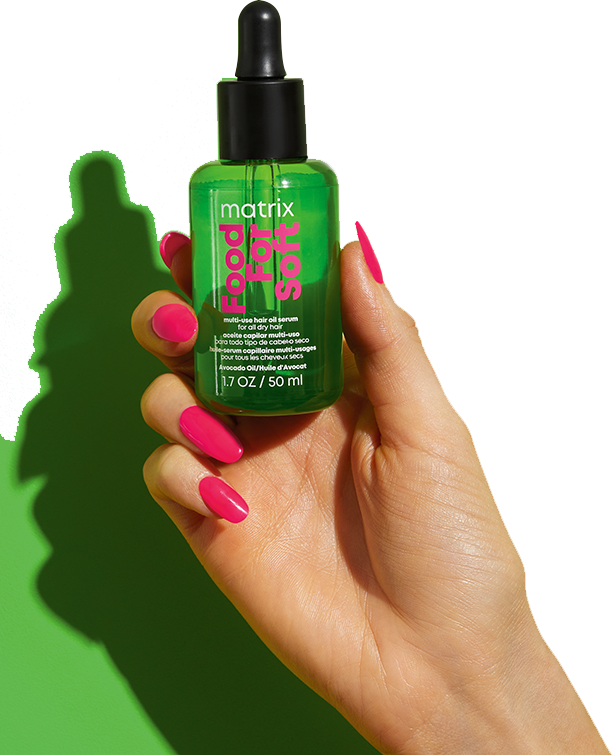 matrix
Food
For
Soft
multi-use hair oil serum
for all dry hair
aceite capilar multi-uso
para todo tipo de cabello seco
huile-serum capillaire multi-usages
pour tous les cheveux secs
Avocado Oil/Huile d'Avocat
1.7 OZ / 50 ml